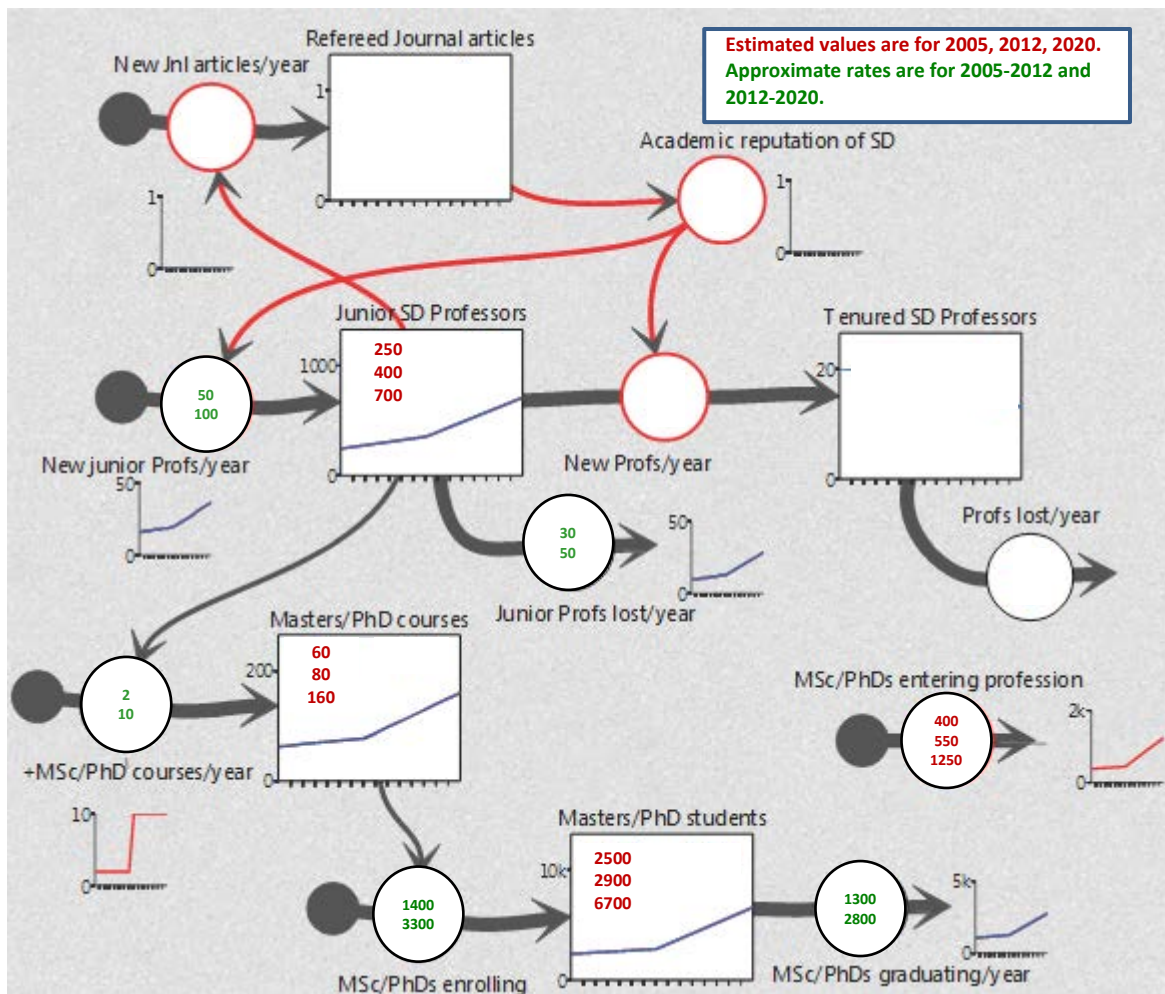 Refereed Journal articles
Estimated values are for 2005, 2012, 2020.
Approximate rates are for 2005-2012 and
2012-2020.
New Jnl articles/year
1
0
1
0
Academic reputation of SD
1
0
Junior SD Professors
1000
0
250
400
700
Tenured SD Professors
20
0
50
100
New junior Profs/year
50
0
New Profs/year
30
50
Junior Profs lost/year
50
0
Profs lost/year
Masters/PhD courses
200
0
60
80
160
2
10
+MSc/PhD courses/year
10
0
MSc/PhDs entering profession
400
550
1250
2k
0
Masters/PhD students
10k
0
2500
2900
6700
1400
3300
MSc/PhDs enrolling
1300
2800
MSc/PhDs graduating/year
5k
0